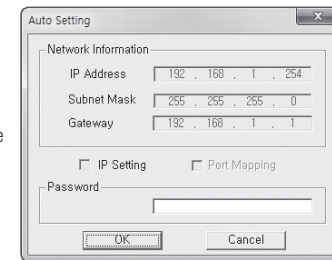 Auto Setting
Network Information
IP Address 192 . 168 . 1 . 254
Subnet Mask 255 . 255 . 255 . 0
Gateway 192 . 168 . 1 . 1
e
IP Setting Port Mapping
Password
OK Cancel